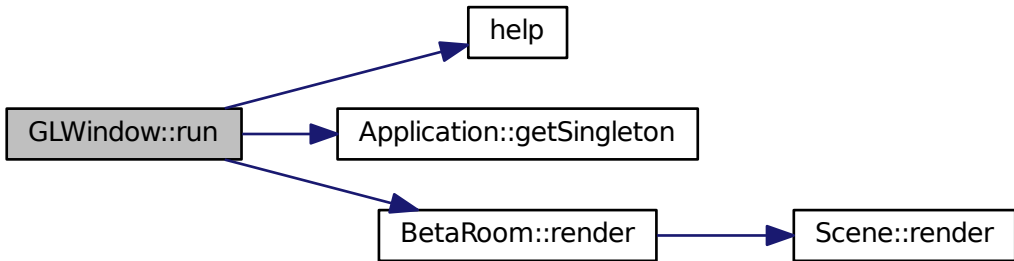 help
GLWindow::run
Application::getSingleton
BetaRoom::render
Scene::render